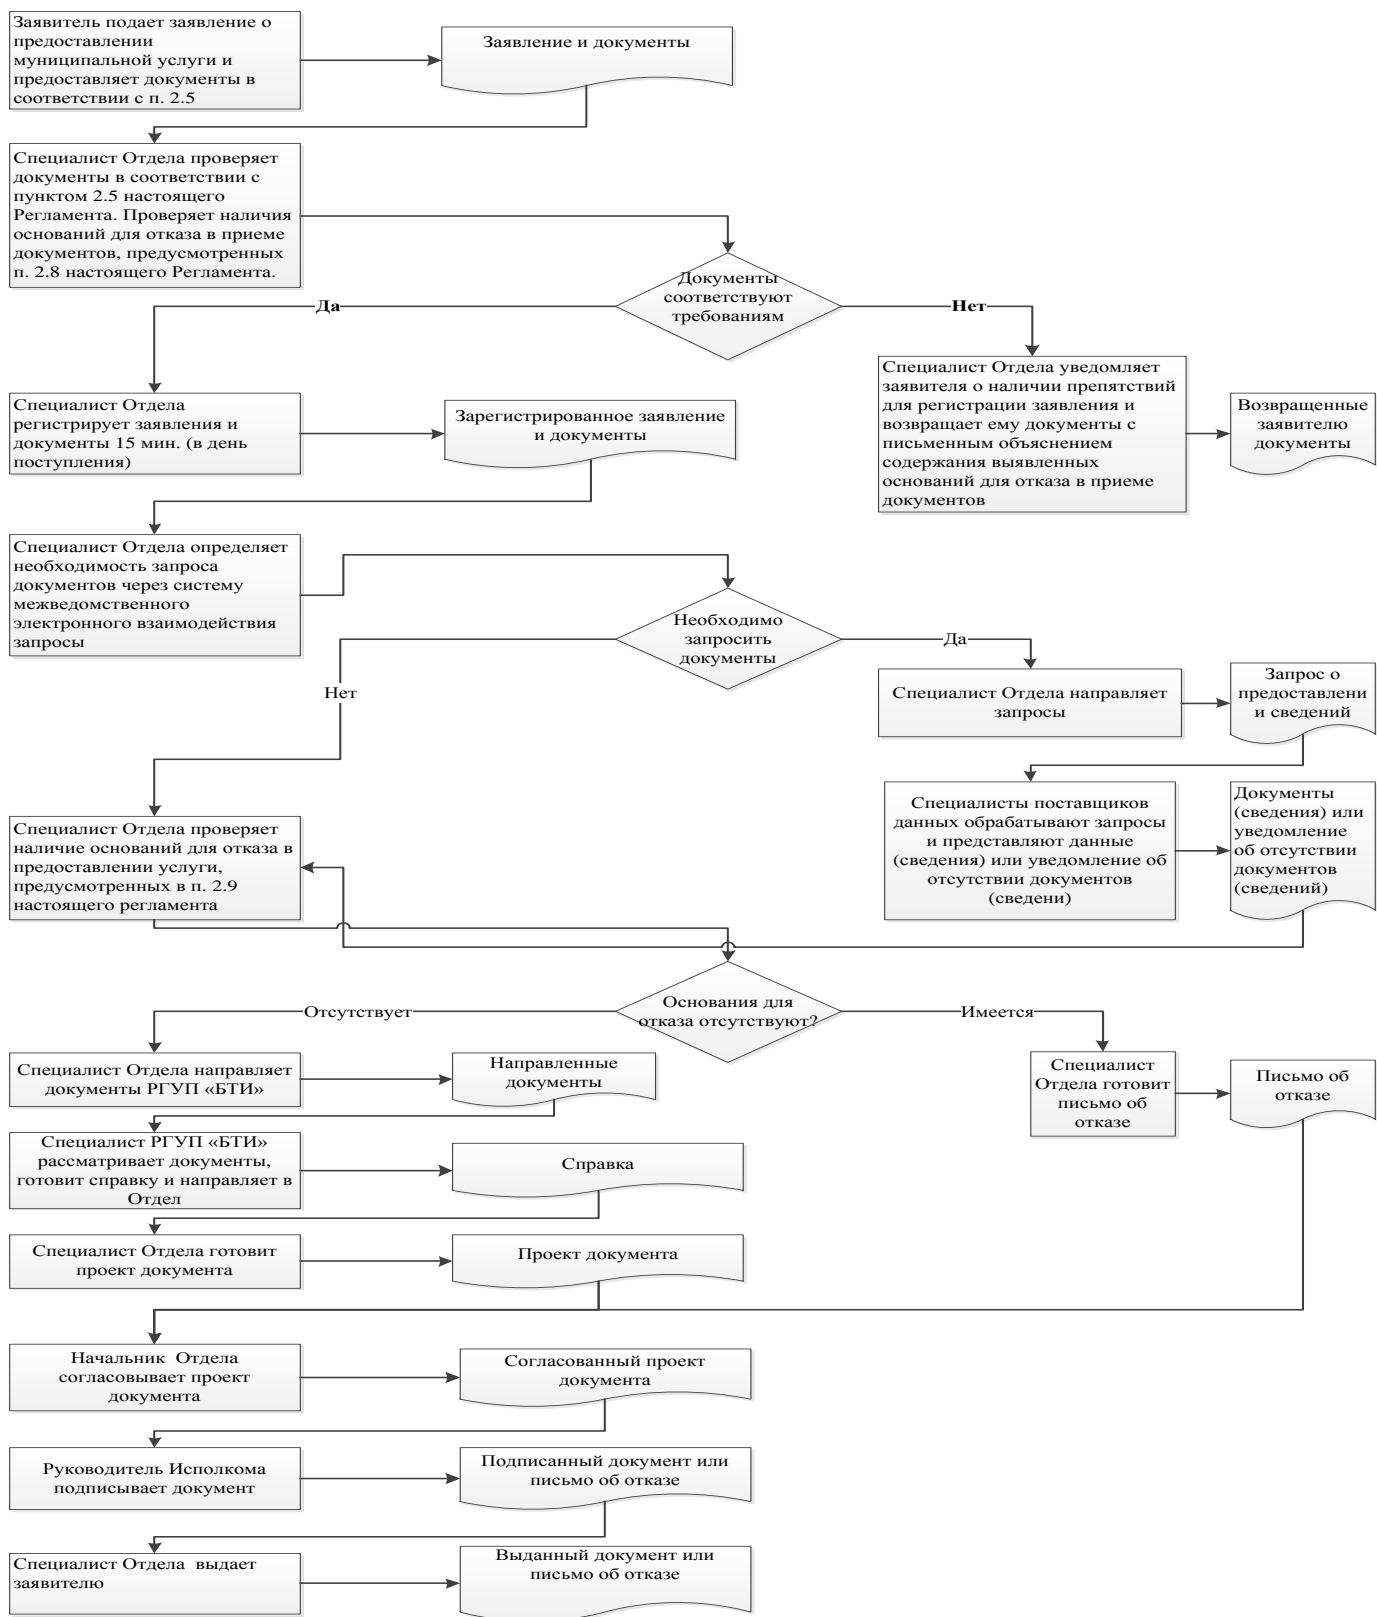 Заявитель подает заявление о
предоставлении
муниципальной услуги и
предоставляет документы в
соответствии с п. 2.5
Заявление и документы
Специалист Отдела проверяет
документы в соответствии с
пунктом 2.5 настоящего
Регламента. Проверяет наличия
оснований для отказа в приеме
документов, предусмотренных
п. 2.8 настоящего Регламента.
Документы
соответствуют
требованиям
Да
Нет
Специалист Отдела
регистрирует заявления и
документы 15 мин. (в день
поступления)
Зарегистрированное заявление
и документы
Специалист Отдела уведомляет
заявителя о наличии препятствий
для регистрации заявления и
возвращает ему документы с
письменным объяснением
содержания выявленных
оснований для отказа в приеме
документов
Возвращенные
заявителю
документы
Специалист Отдела определяет
необходимость запроса
документов через систему
межведомственного
электронного взаимодействия
запросы
Необходимо
запросить
документы
Да
Нет
Специалист Отдела направляет
запросы
Запрос о
предоставлени
и сведений
Специалисты поставщиков
данных обрабатывают запросы
и представляют данные
(сведения) или уведомление об
отсутствии документов
(сведени)
Документы
(сведения) или
уведомление
об отсутствии
документов
(сведений)
Специалист Отдела проверяет
наличие оснований для отказа в
предоставлении услуги,
предусмотренных в п. 2.9
настоящего регламента
Основания для
отказа отсутствуют?
Отсутствует
Имеется
Специалист Отдела направляет
документы РГУП «БТИ»
Направленные
документы
Специалист
Отдела готовит
письмо об
отказе
Письмо об
отказе
Специалист РГУП «БТИ»
рассматривает документы,
готовит справку и направляет в
Отдел
Справка
Специалист Отдела готовит
проект документа
Проект документа
Начальник Отдела
согласовывает проект
документа
Согласованный проект
документа
Руководитель Исполкома
подписывает документ
Подписанный документ или
письмо об отказе
Специалист Отдела выдает
заявителю
Выданный документ или
письмо об отказе